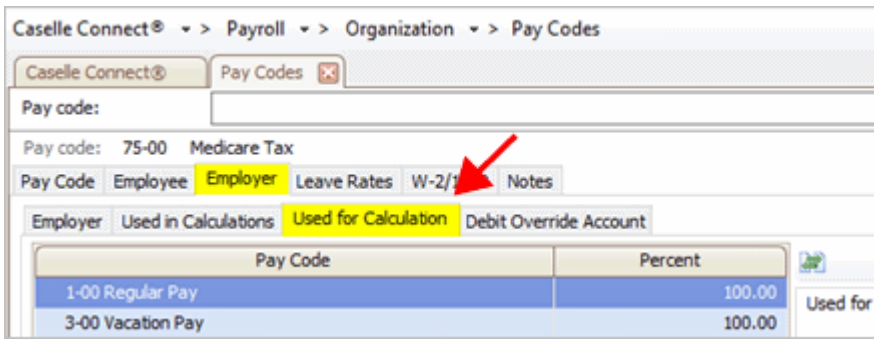 Caselle Connect® > Payroll > Organization > Pay Codes
Caselle Connect® Pay Codes
Pay code:
Pay code: 75-00 Medicare Tax
Pay Code Employee Employer Leave Rates Notes
Employer Used in Calculations Used for Calculation Debit Override Account
Pay Code Percent
1-00 Regular Pay 100.00
Used for
3-00 Vacation Pay 100.00